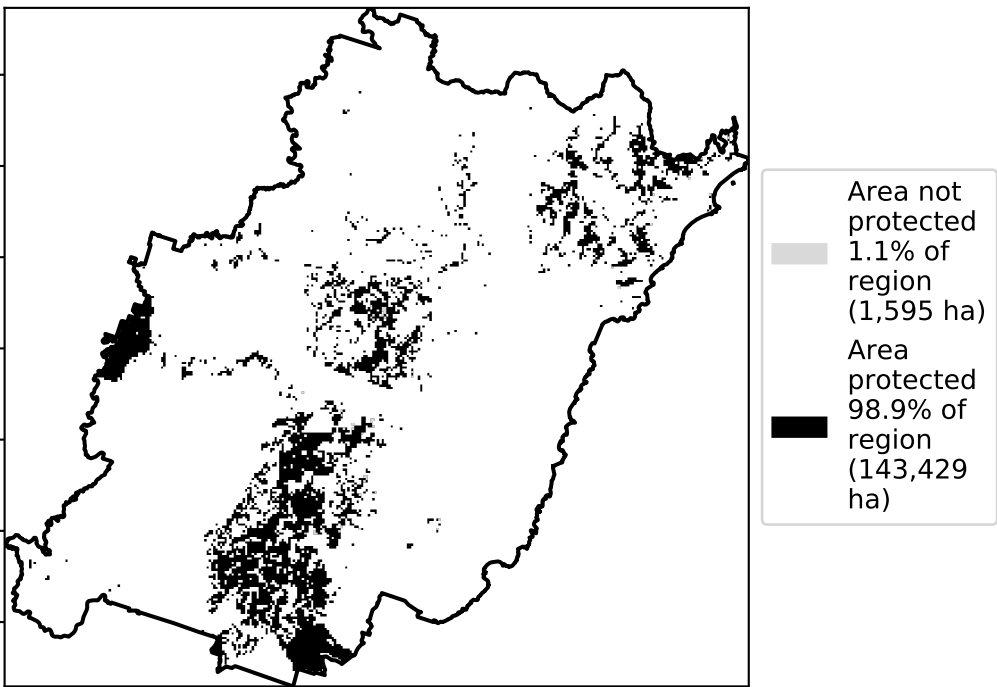 Area not
protected
1.1% of
region
(1,595 ha)
Area
protected
98.9% of
region
(143,429
ha)